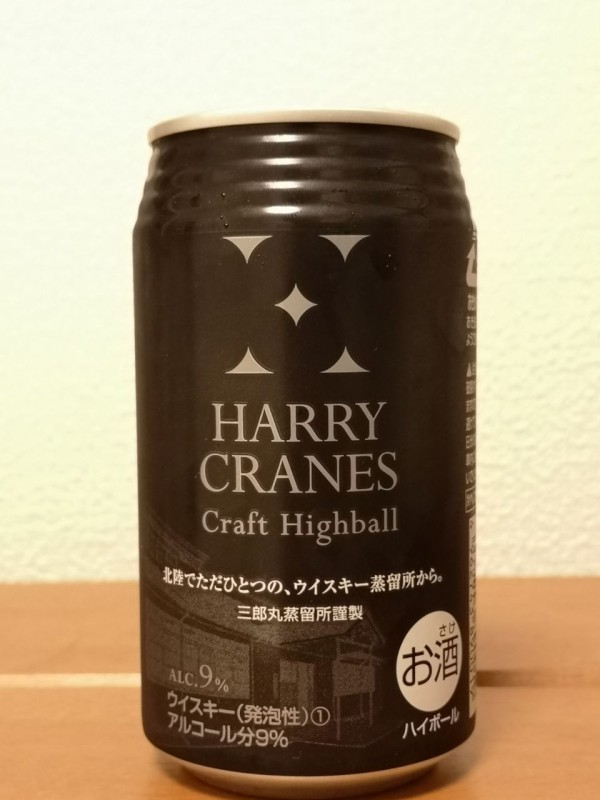 HARRY
CRANES
Craft Highball
北陸でただひとつの、ウイスキー蒸留所から。
三郎丸蒸留所謹製
ALC.9%
ウイスキー(発泡性)①
アルコール分9%
さけ
お酒
ハイボール